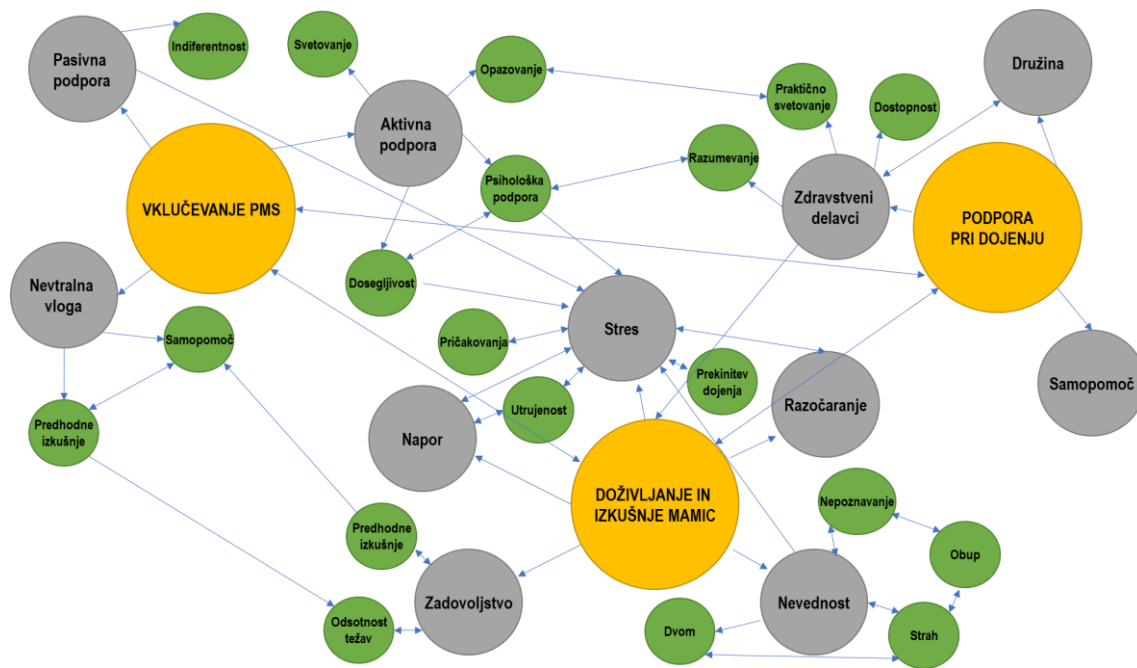 Pasivna
podpora
Indiferentnost
Svetovanje
Opazovanje
Praktično
svetovanje
Dostopnost
Družina
Aktivna
podpora
Razumevanje
Psihološka
podpora
Zdravstveni
delavci
VKLUČEVANJE PMS
PODPORA
PRI DOJENJU
Nevtralna
vloga
Dosegljivost
Samopomoč
Pričakovanja
Stres
Prekinitev
dojenja
Samopomoč
Predhodne
izkušnje
Napor
Utrujenost
Razočaranje
DOŽIVLJANJE IN
IZKUŠNJE MAMIC
Nepoznavanje
Obup
Predhodne
izkušnje
Zadovoljstvo
Nevednost
Odsotnost
težav
Dvom
Strah